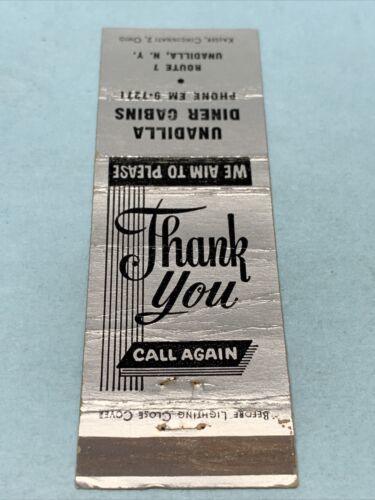 Kaeser, Cincinnati 2, Ohio
UNADILLA, N. Y.
ROUTE 7
PHONE EM 9-7271
DINER CABINS
UNADILLA
WE AIM TO PLEASE
Thank
You
CALL AGAIN
"Before Lighting, Close Cover